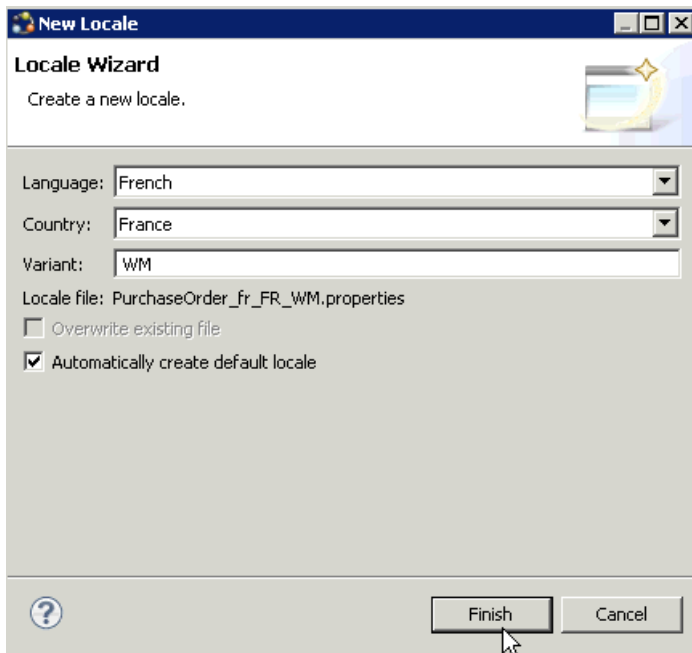 New Locale
Locale Wizard
Create a new locale.
Language: French
Country: France
Variant: WM
Locale file: PurchaseOrder_fr_FR_WM.properties
Overwrite existing file
Automatically create default locale
?
Finish Cancel